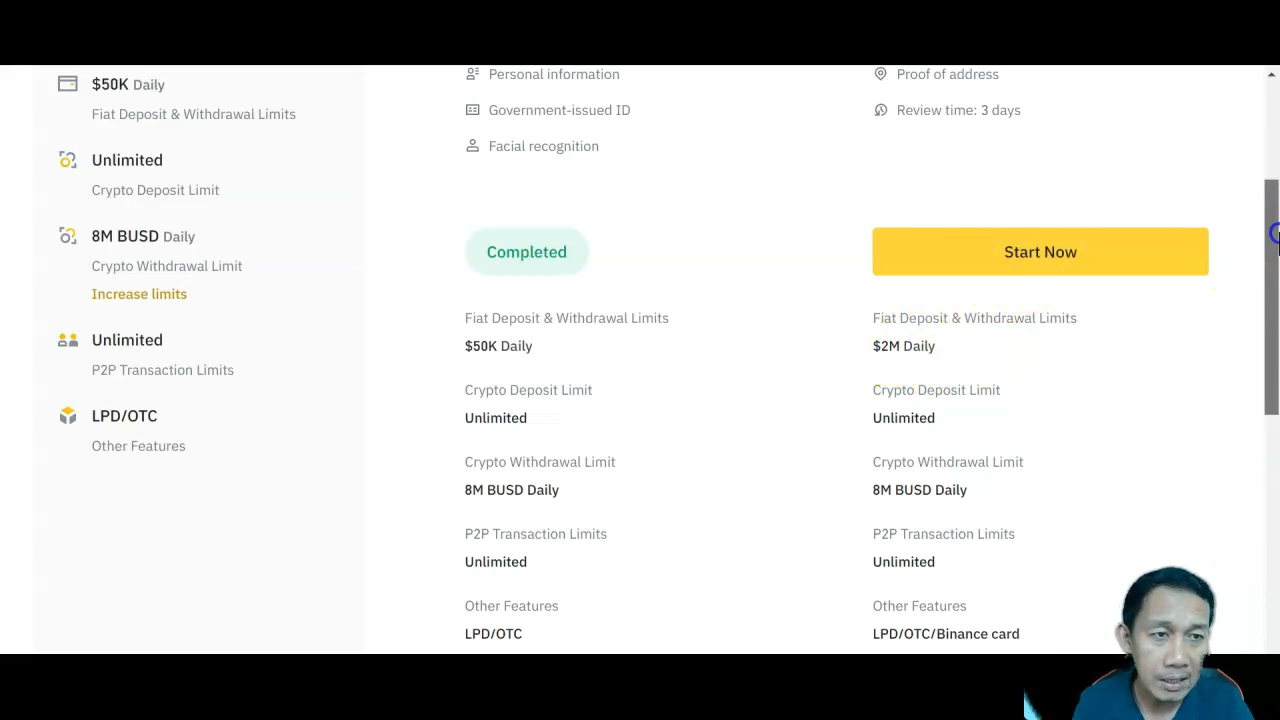 $50K Daily
Fiat Deposit & Withdrawal Limits
Unlimited
Crypto Deposit Limit
8M BUSD Daily
Crypto Withdrawal Limit
Increase limits
Unlimited
P2P Transaction Limits
LPD/OTC
Other Features
Personal information
Government-issued ID
Facial recognition
Completed
Fiat Deposit & Withdrawal Limits
$50K Daily
Crypto Deposit Limit
Unlimited
Crypto Withdrawal Limit
8M BUSD Daily
P2P Transaction Limits
Unlimited
Other Features
LPD/OTC
Proof of address
Review time: 3 days
Start Now
Fiat Deposit & Withdrawal Limits
$2M Daily
Crypto Deposit Limit
Unlimited
Crypto Withdrawal Limit
8M BUSD Daily
P2P Transaction Limits
Unlimited
Other Features
LPD/OTC/Binance card